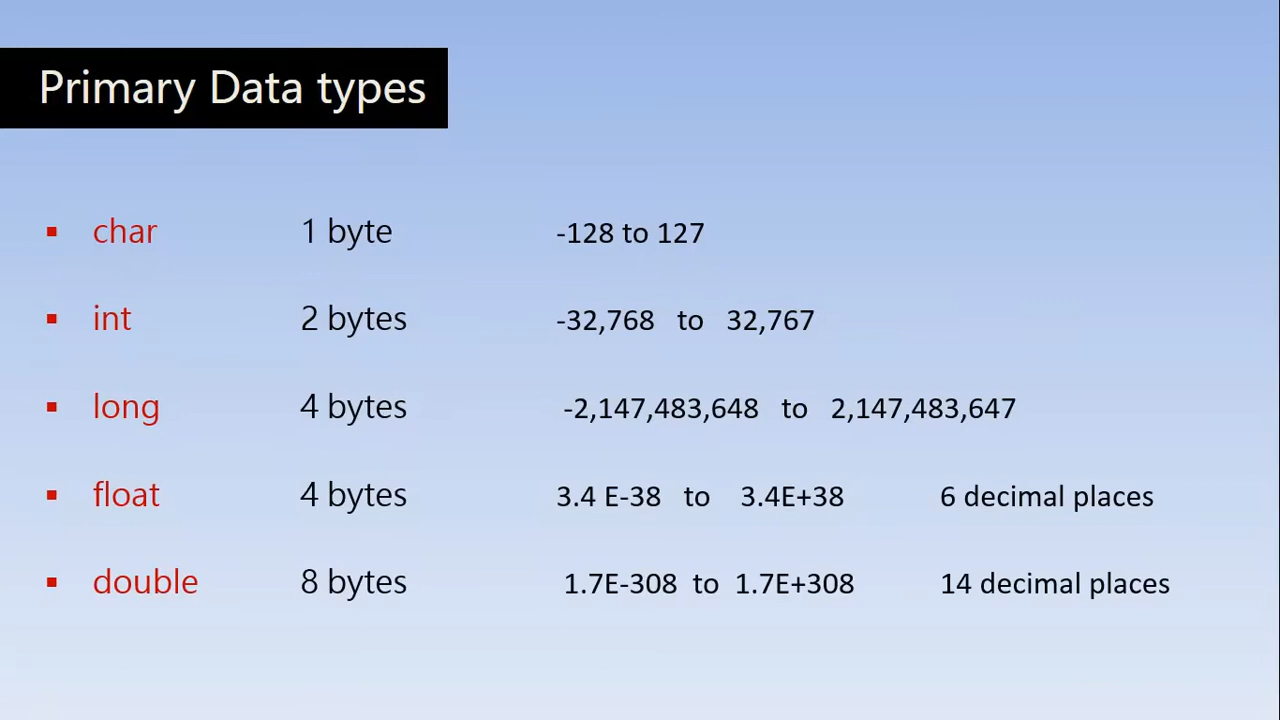 Primary Data types
▪ char 1 byte -128 to 127
▪ int 2 bytes -32,768 to 32,767
▪ long 4 bytes -2,147,483,648 to 2,147,483,647
▪ float 4 bytes 3.4 E-38 to 3.4E+38 6 decimal places
▪ double 8 bytes 1.7E-308 to 1.7E+308 14 decimal places